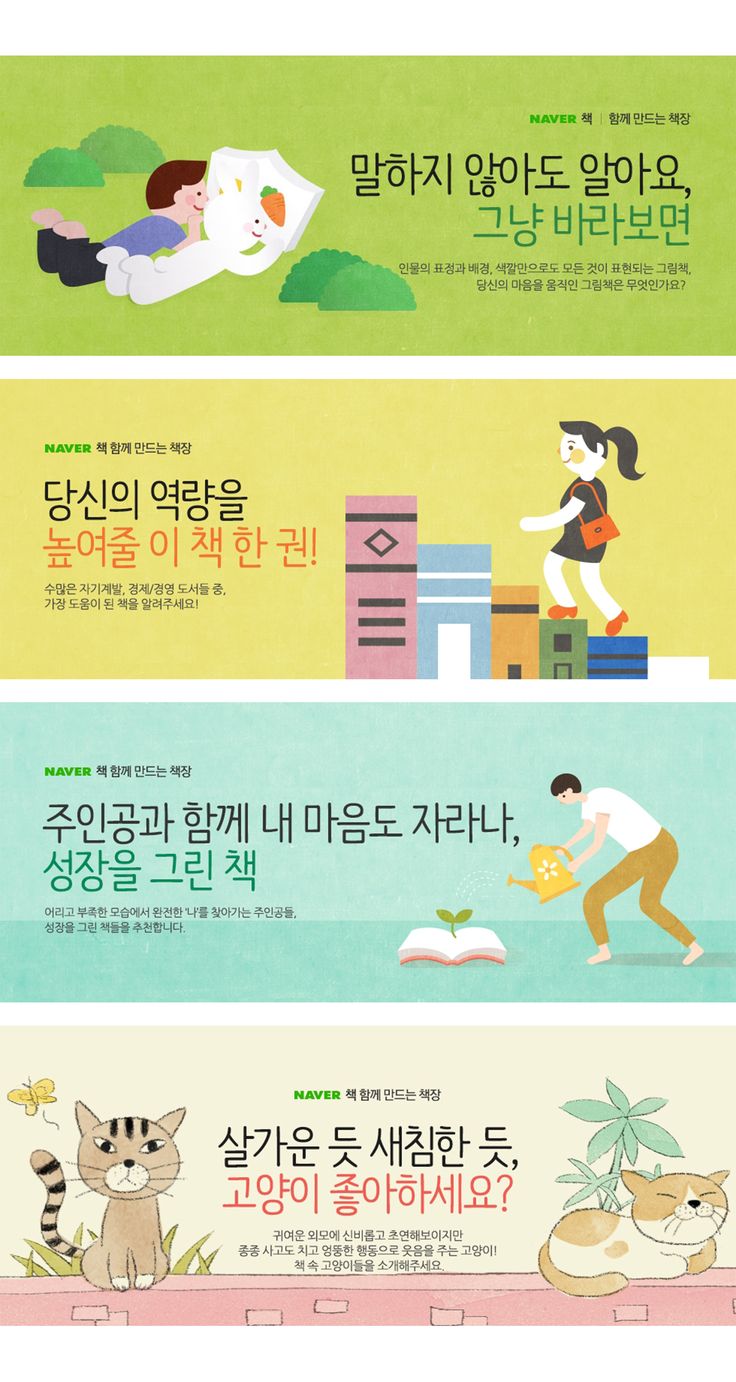 NAVER 책 | 함께 만드는 책장
말하지 않아도 알아요,
그냥 바라보면
인물의 표정과 배경, 색깔만으로도 모든 것이 표현되는 그림책,
당신의 마음을 움직인 그림책은 무엇인가요?
NAVER 책 함께 만드는 책장
당신의 역량을
높여줄 이 책 한 권!
수많은 자기계발, 경제/경영 도서들 중,
가장 도움이 된 책을 알려주세요!
NAVER 책 함께 만드는 책장
주인공과 함께 내 마음도 자라나,
성장을 그린 책
어리고 부족한 모습에서 완전한 '나'를 찾아가는 주인공들,
성장을 그린 책들을 추천합니다.
NAVER 책 함께 만드는 책장
살가운 듯 새침한 듯,
고양이 좋아하세요?
귀여운 외모에 신비롭고 초연해보이지만
종종 사고도 치고 엉뚱한 행동으로 웃음을 주는 고양이!
책 속 고양이들을 소개해주세요.